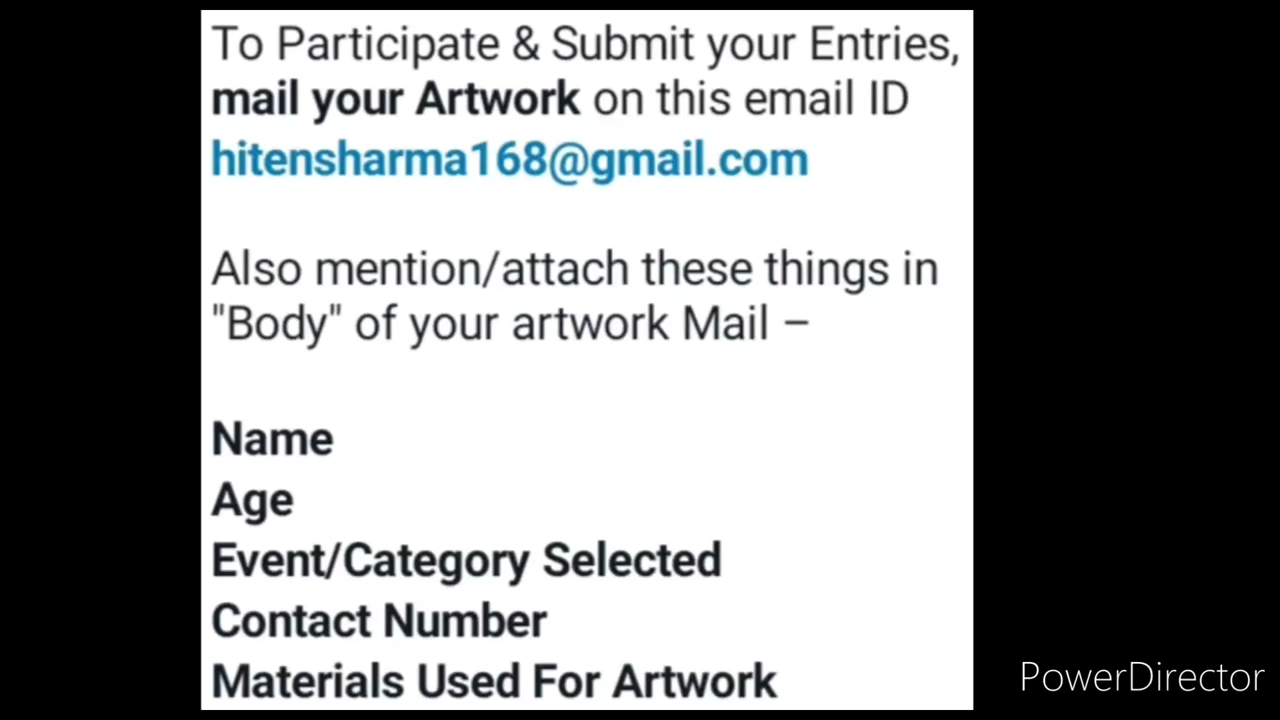 To Participate & Submit your Entries,
mail your Artwork on this email ID
hitensharma168@gmail.com
Also mention/attach these things in
"Body" of your artwork Mail –
Name
Age
Event/Category Selected
Contact Number
Materials Used For Artwork
PowerDirector